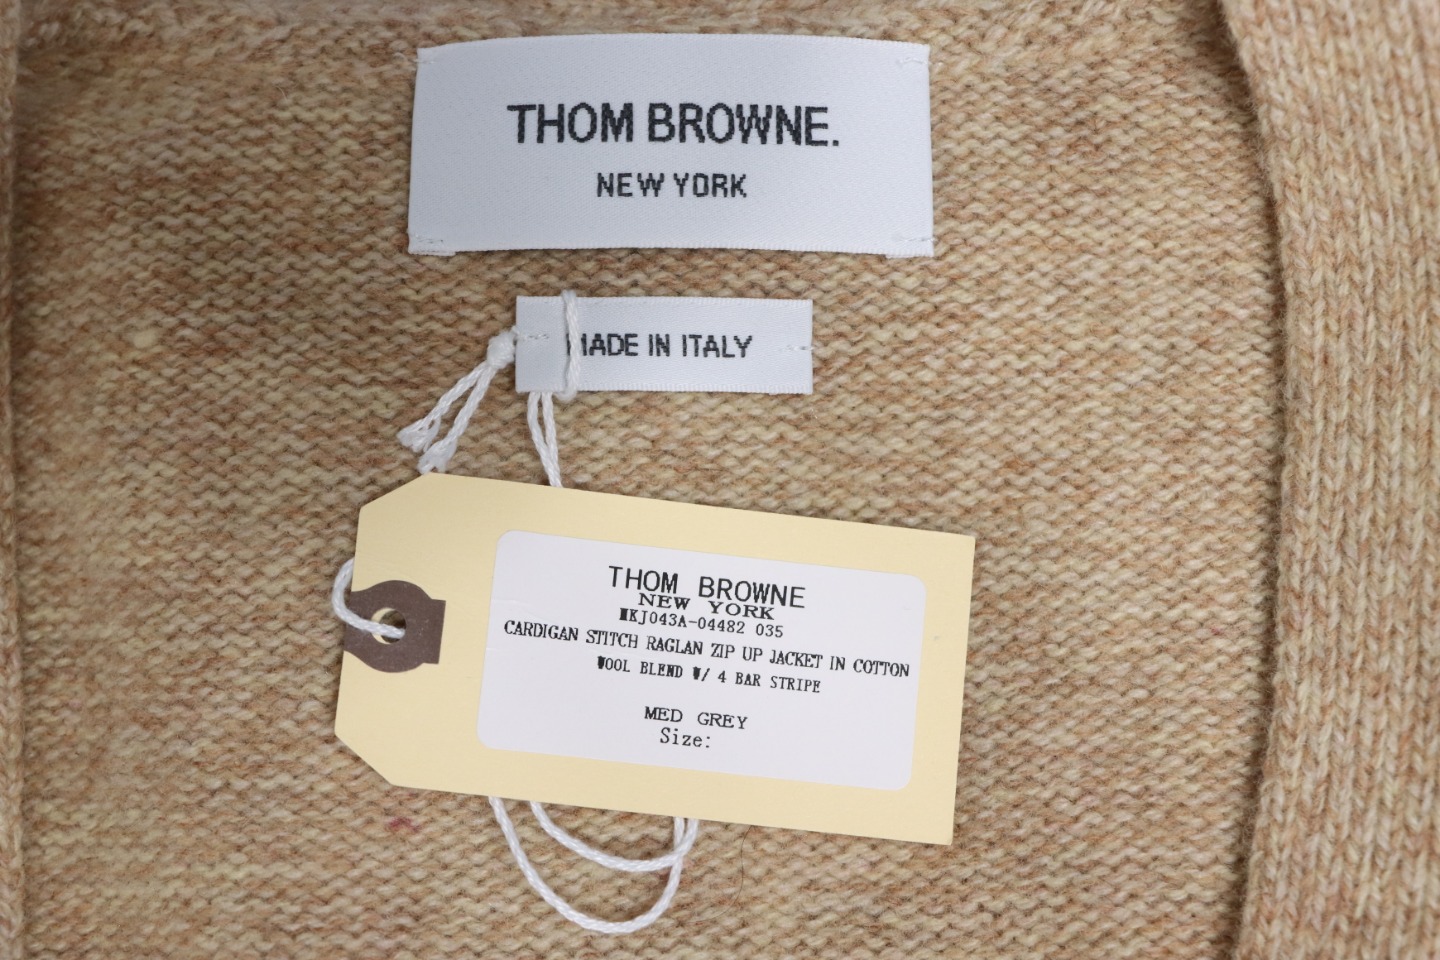 THOM BROWNE.
NEW YORK
MADE IN ITALY
THOM BROWNE
NEW YORK
MKJ043A-04482 035
CARDIGAN STITCH RAGLAN ZIP UP JACKET IN COTTON
WOOL BLEND W/ 4 BAR STRIPE
MED GREY
Size: